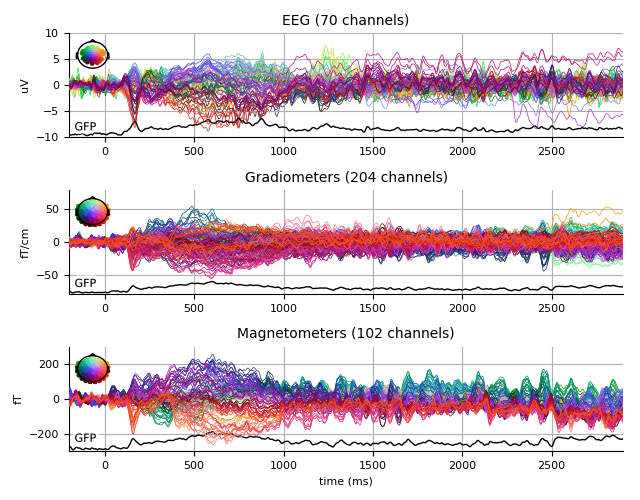 EEG (70 channels)
10
5
0
−5
−10
uV
GFP
0 500 1000 1500 2000 2500
Gradiometers (204 channels)
50
0
−50
fT/cm
GFP
0 500 1000 1500 2000 2500
Magnetometers (102 channels)
200
0
−200
fT
GFP
0 500 1000 1500 2000 2500
time (ms)